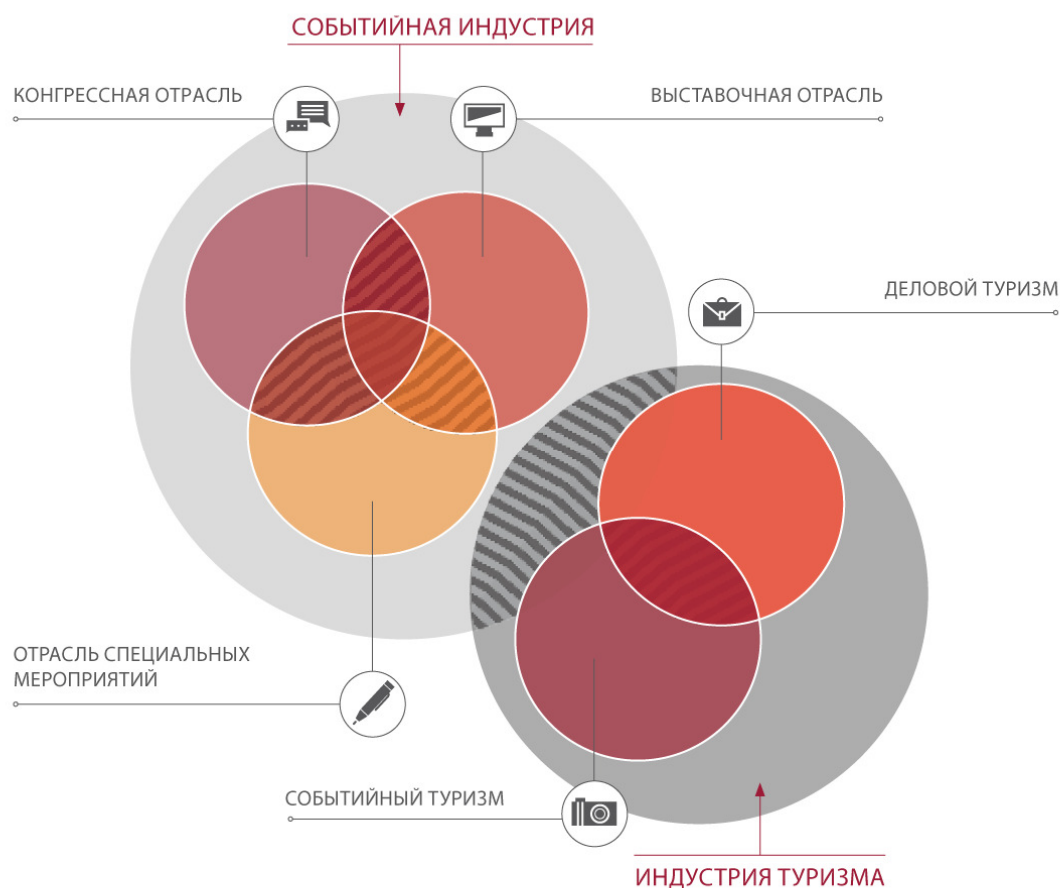 СОБЫТИЙНАЯ ИНДУСТРИЯ
КОНГРЕССНАЯ ОТРАСЛЬ
ВЫСТАВОЧНАЯ ОТРАСЛЬ
ДЕЛОВОЙ ТУРИЗМ
ОТРАСЛЬ СПЕЦИАЛЬНЫХ
МЕРОПРИЯТИЙ
СОБЫТИЙНЫЙ ТУРИЗМ
ИНДУСТРИЯ ТУРИЗМА